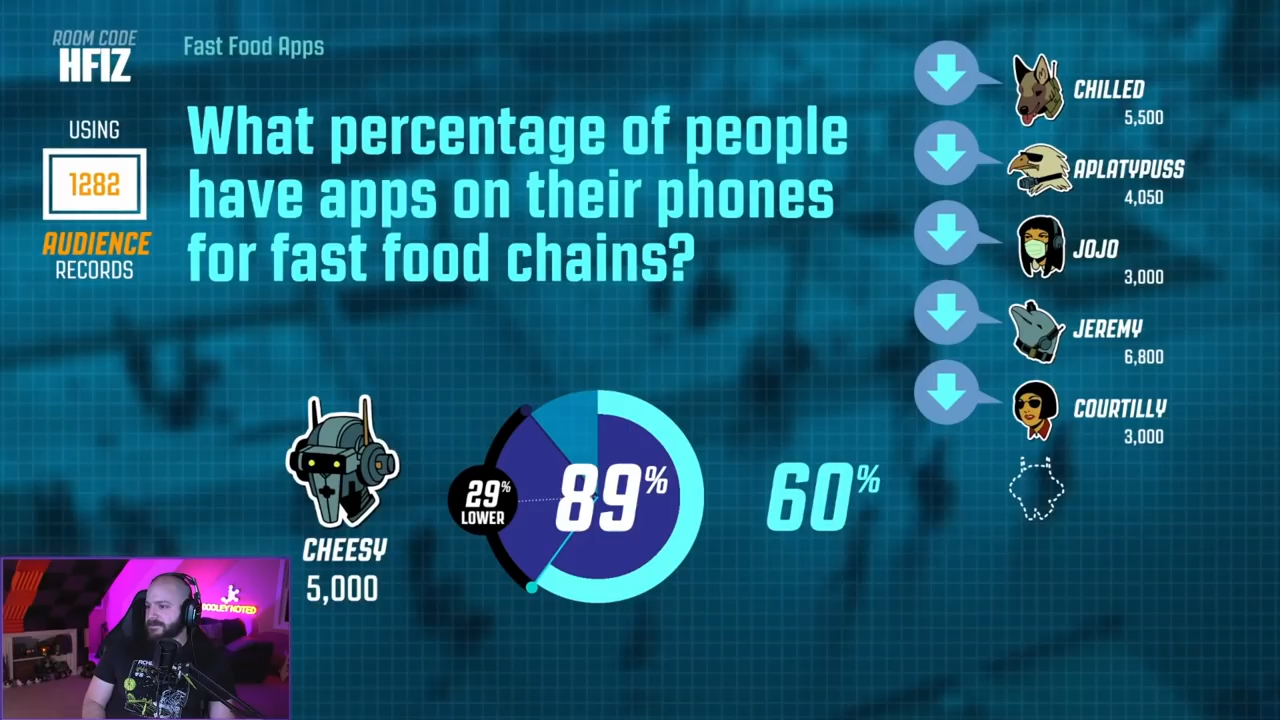 ROOM CODE
HFIZ
Fast Food Apps
USING
1282
AUDIENCE
RECORDS
What percentage of people
have apps on their phones
for fast food chains?
CHILLED
5,500
APLATYPUSS
4,050
JOJO
3,000
JEREMY
6,800
COURTILLY
3,000
29%
LOWER
89%
60%
CHEESY
5,000
DODLEYNOTED